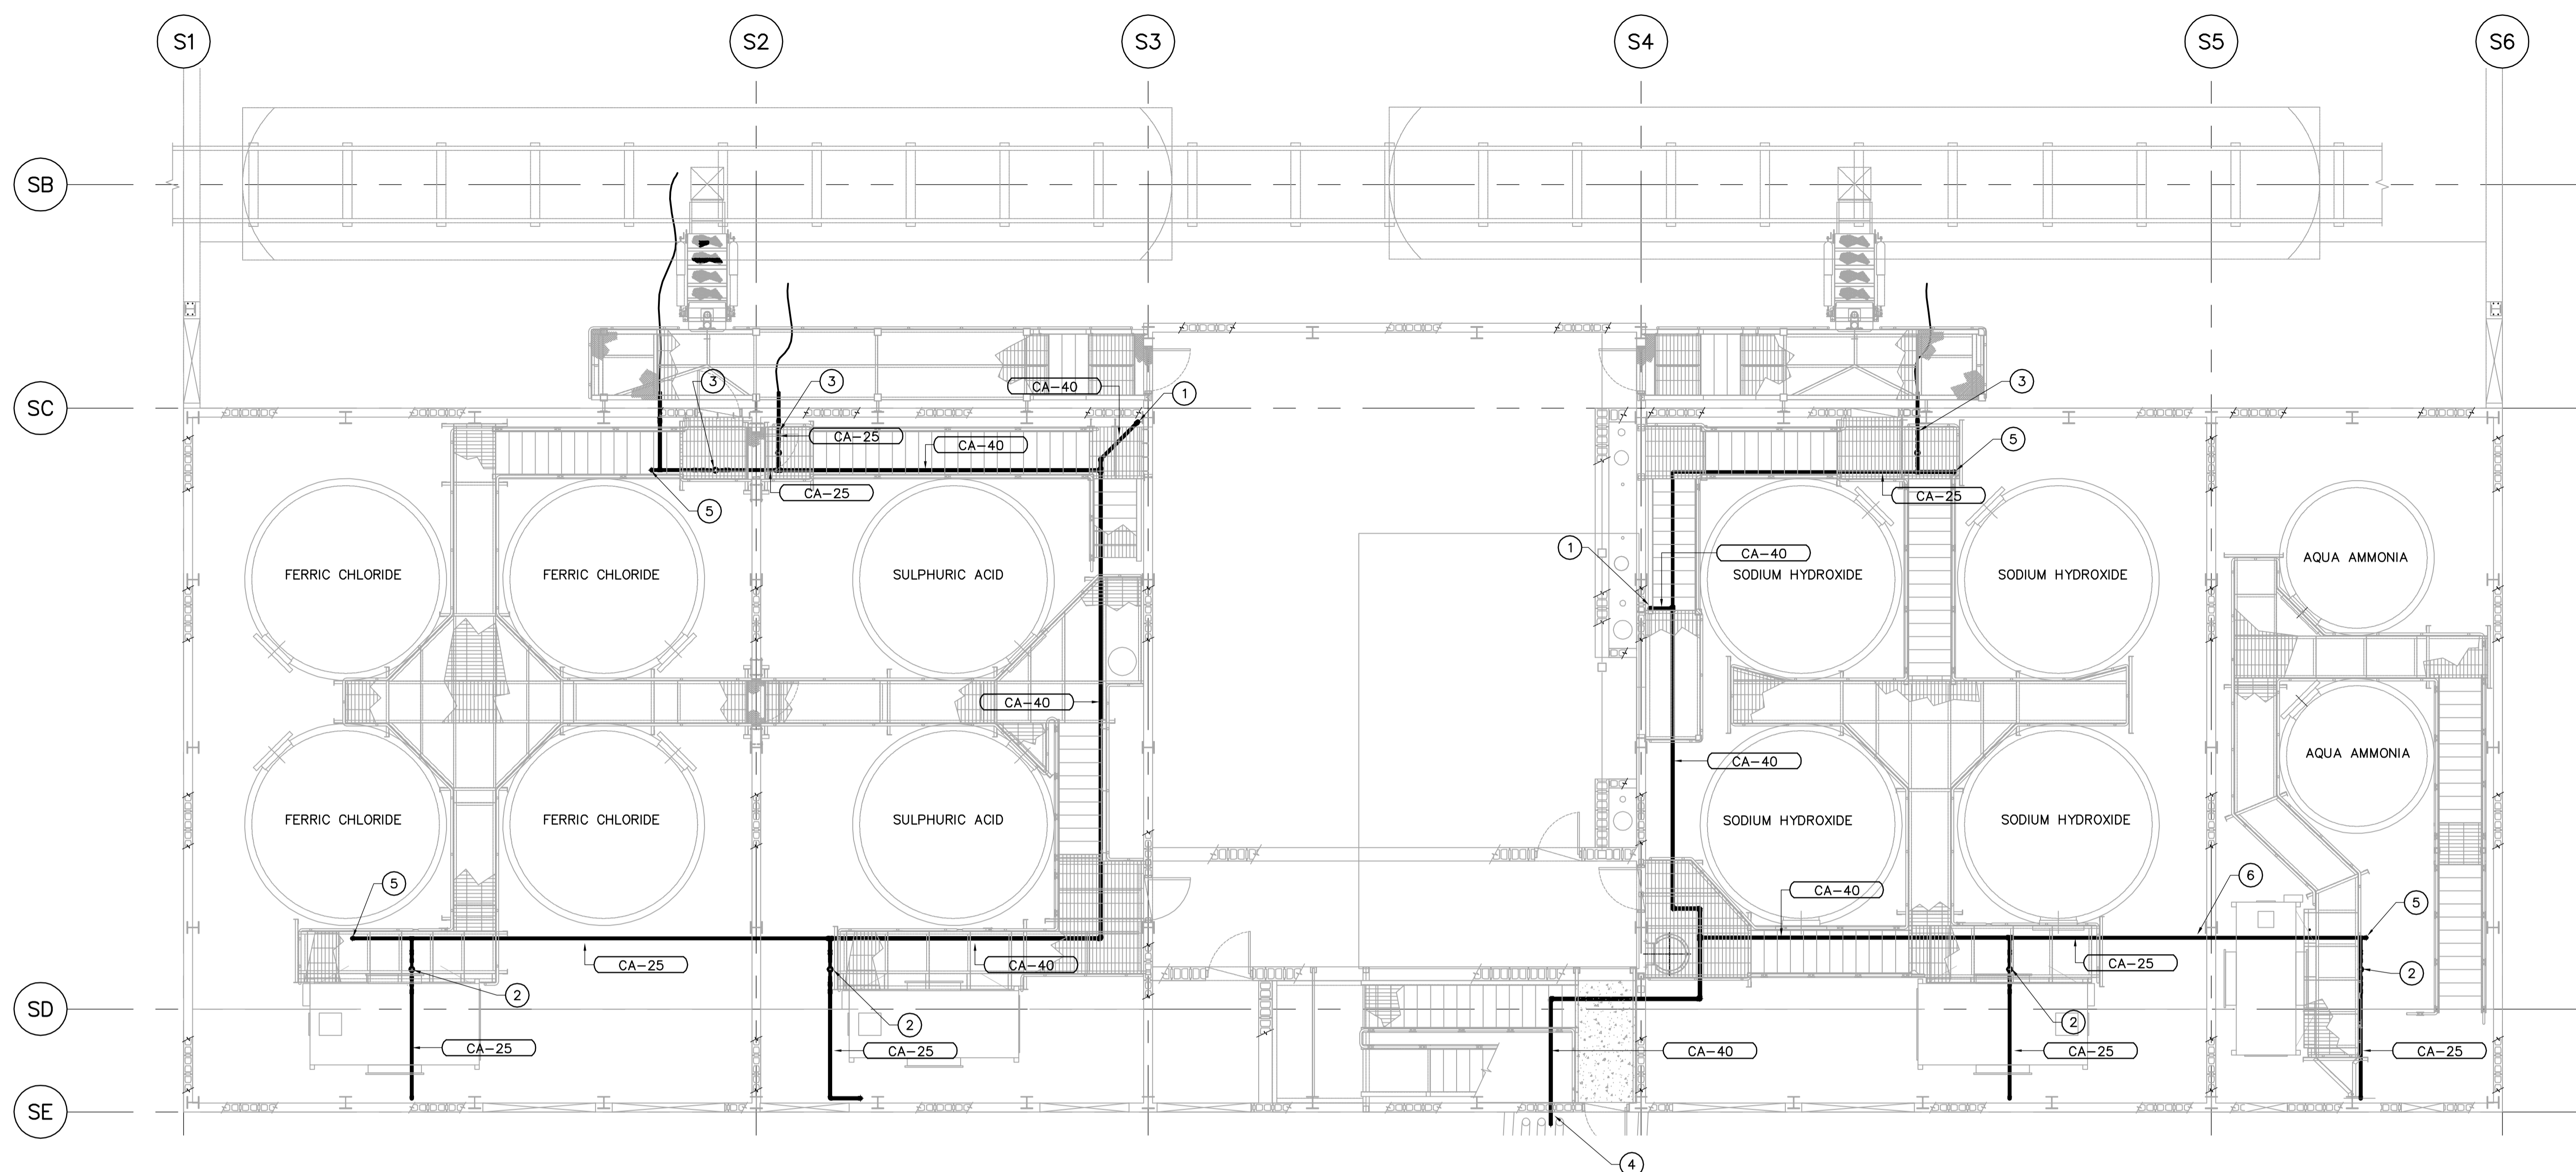 S1 S2 S3 S4 S5 S6
SB
3 3 CA-40 3
SC
1
CA-25 CA-40 5
CA-25 CA-25
5
1 CA-40
FERRIC CHLORIDE FERRIC CHLORIDE SULPHURIC ACID SODIUM HYDROXIDE SODIUM HYDROXIDE AQUA AMMONIA
CA-40
CA-40 AQUA AMMONIA
FERRIC CHLORIDE FERRIC CHLORIDE SULPHURIC ACID SODIUM HYDROXIDE SODIUM HYDROXIDE
5 CA-40 6
5
CA-25 CA-40 CA-25 2
2
SD
2 2
CA-25 CA-25 CA-40 CA-25 CA-25
SE
4